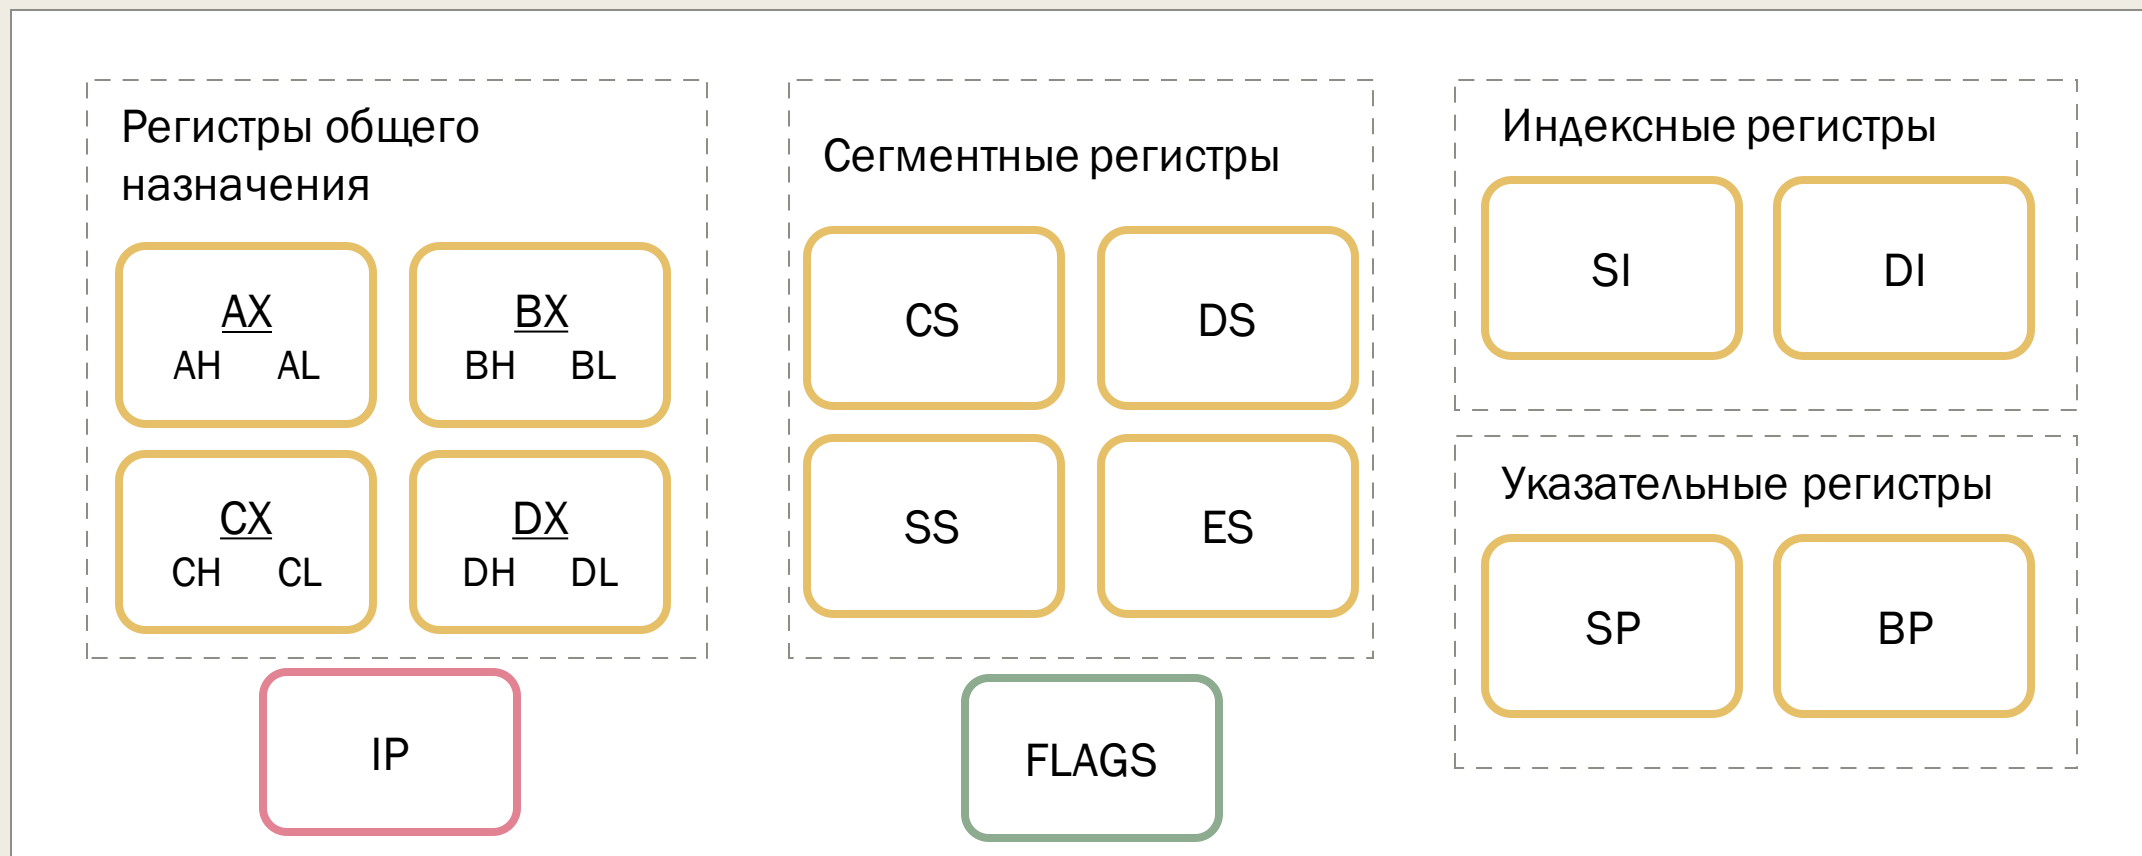 Регистры общего
назначения
AX
AH AL
BX
BH BL
CX
CH CL
DX
DH DL
IP
Сегментные регистры
CS
DS
SS
ES
FLAGS
Индексные регистры
SI
DI
Указательные регистры
SP
BP